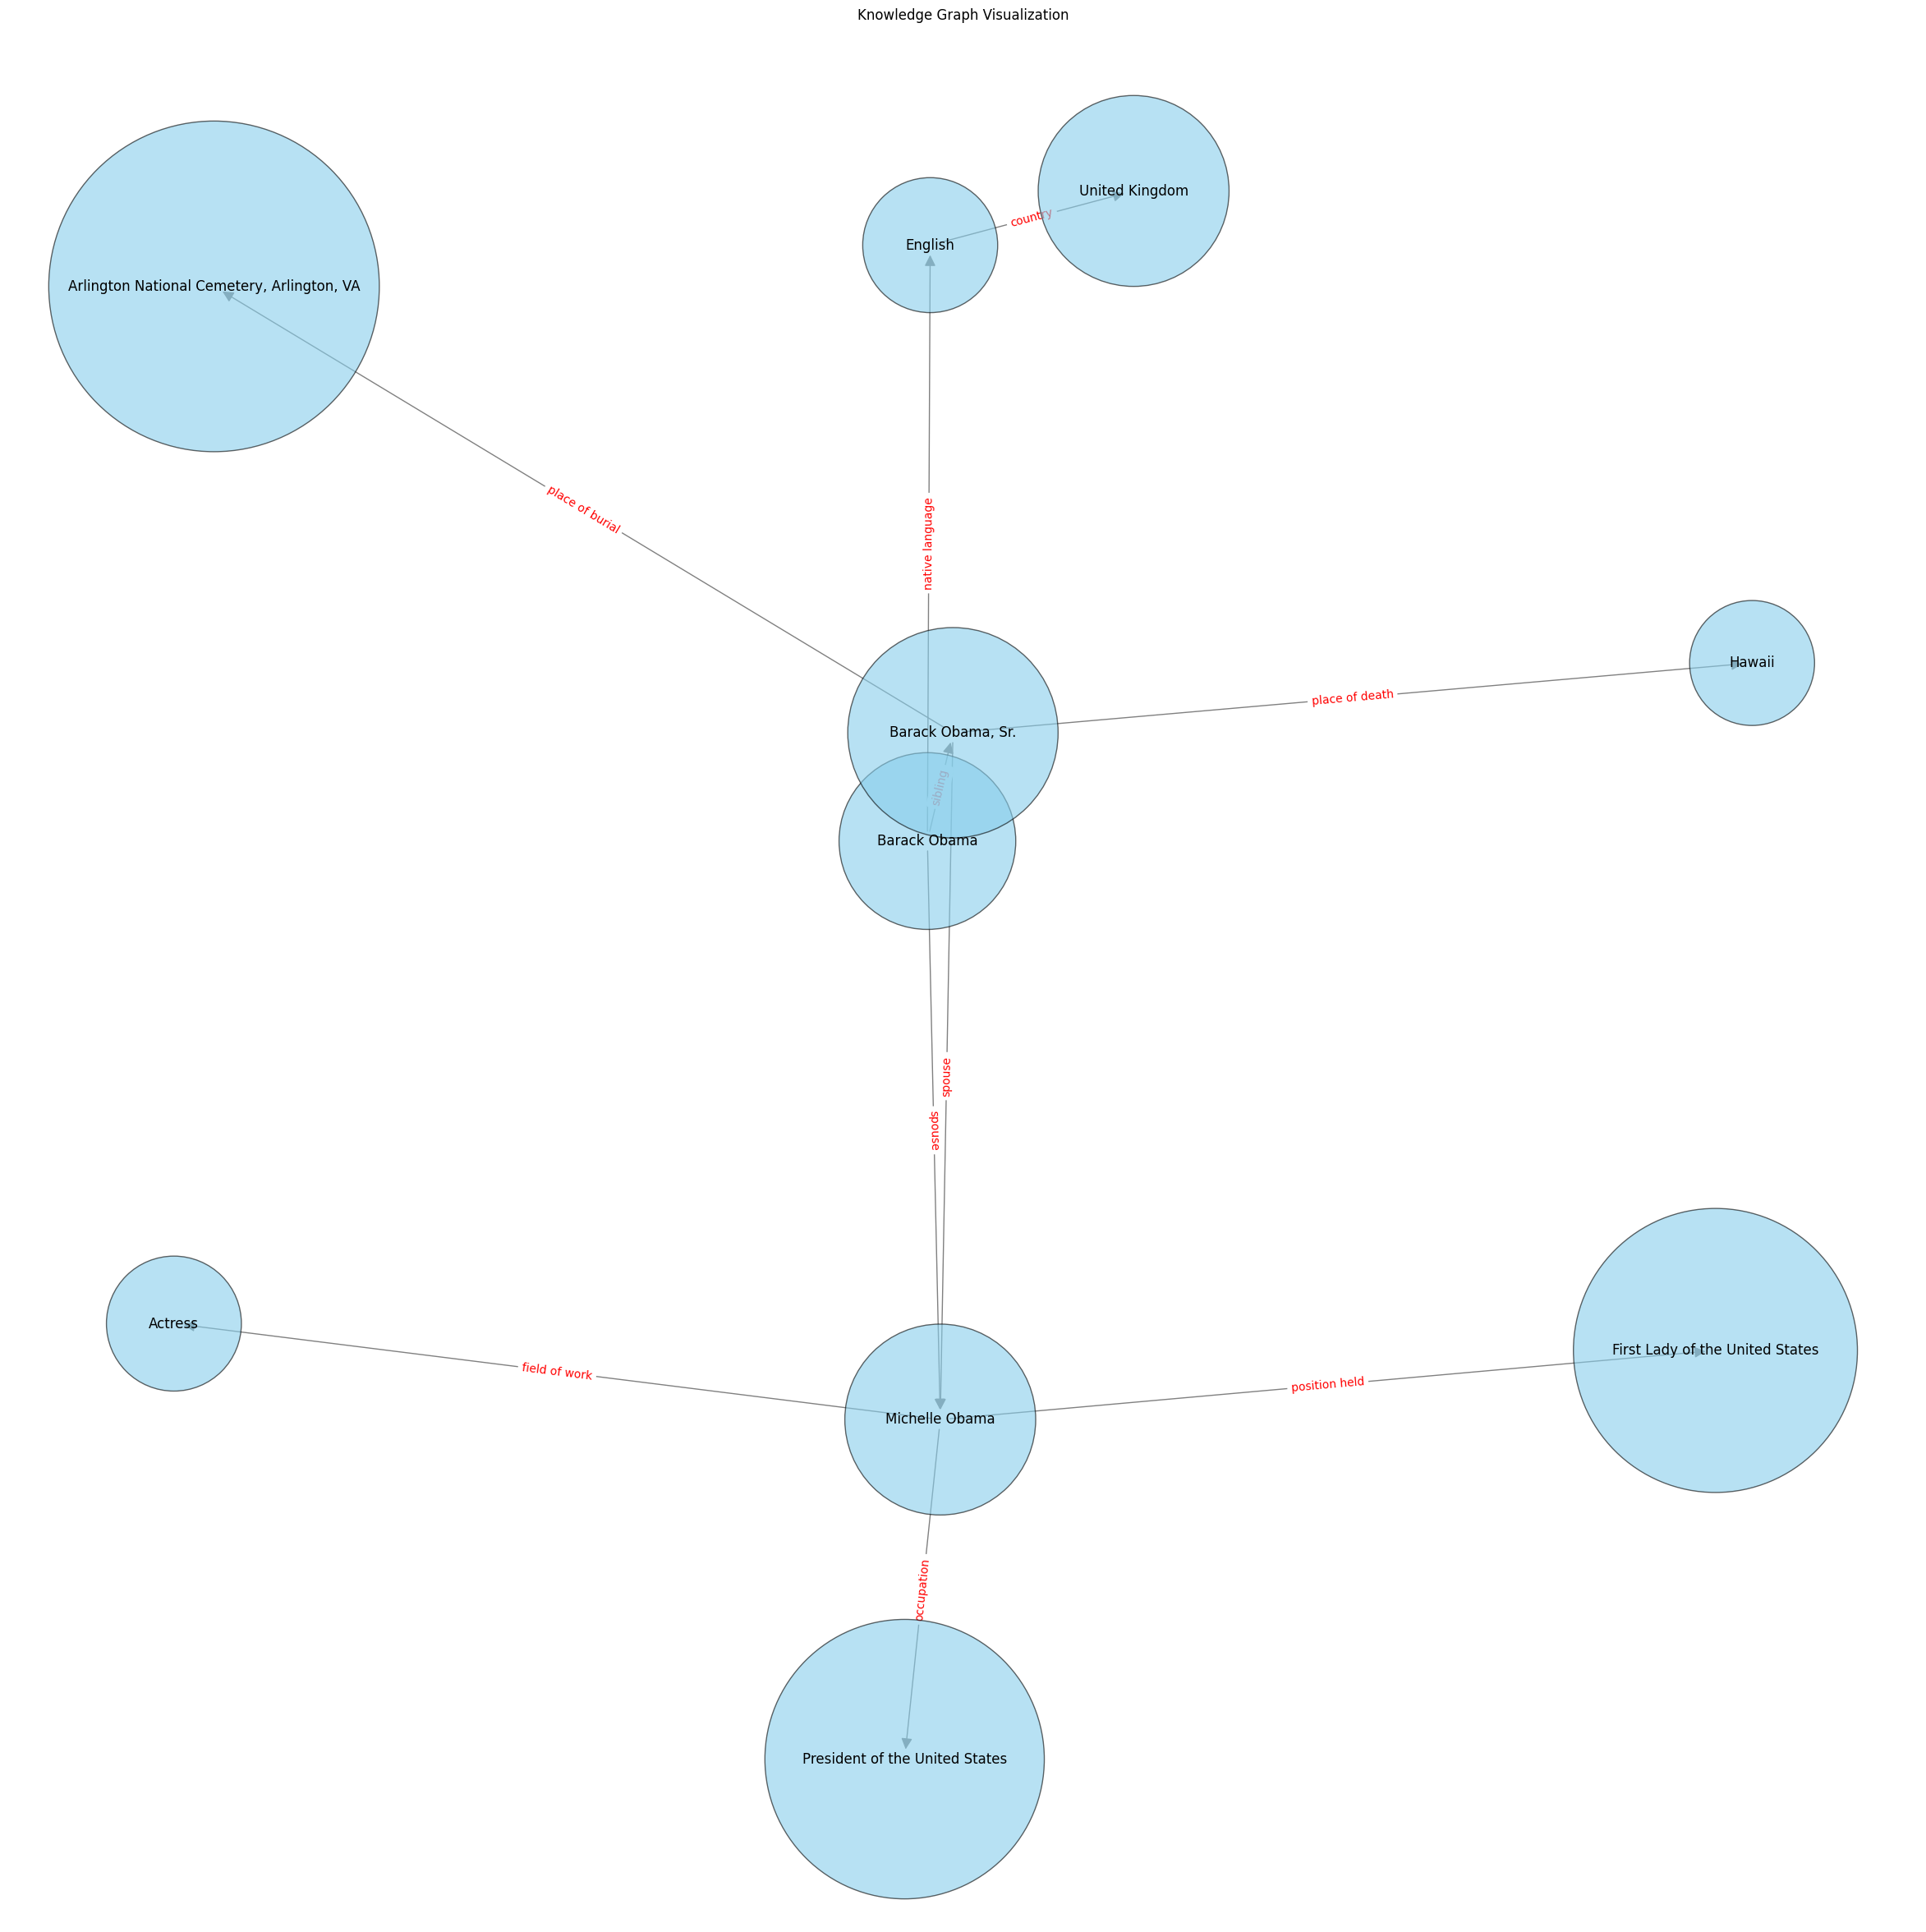 Knowledge Graph Visualization
United Kingdom
country
English
Arlington National Cemetery, Arlington, VA
place of burial
native language
Hawaii
place of death
Barack Obama, Sr.
sibling
Barack Obama
spouse
spouse
Actress
First Lady of the United States
field of work
position held
Michelle Obama
occupation
President of the United States